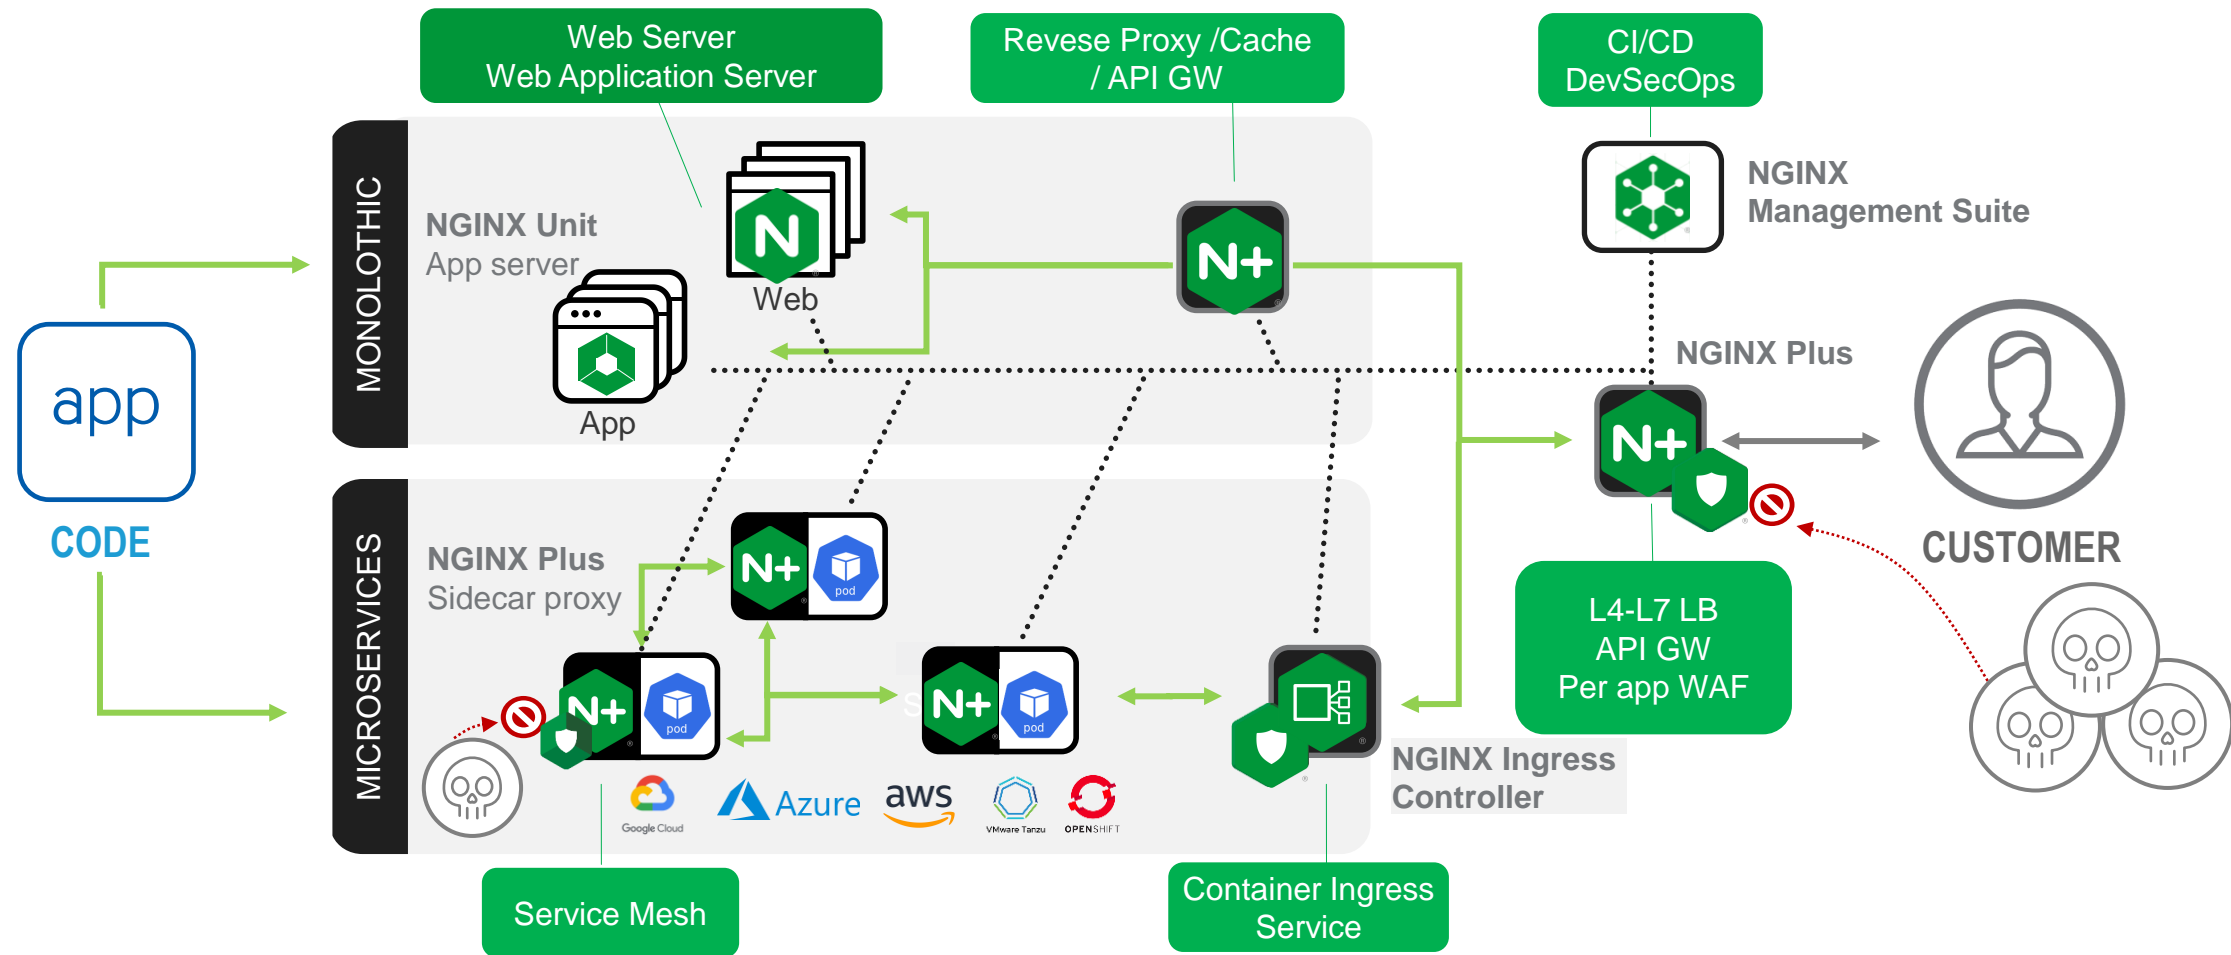 Web Server
Web Application Server
Revese Proxy /Cache
/ API GW
CI/CD
DevSecOps
MONOLOTHIC
NGINX Unit
App server
N
Web
App
N+
NGINX
Management Suite
NGINX Plus
N+
app
CODE
CUSTOMER
MICROSERVICES
NGINX Plus
Sidecar proxy
N+
pod
N+
pod
S
N+
pod
L4-L7 LB
API GW
Per app WAF
NGINX Ingress
Controller
Google Cloud
Azure
aws
VMware Tanzu
OPENSHIFT
Service Mesh
Container Ingress
Service